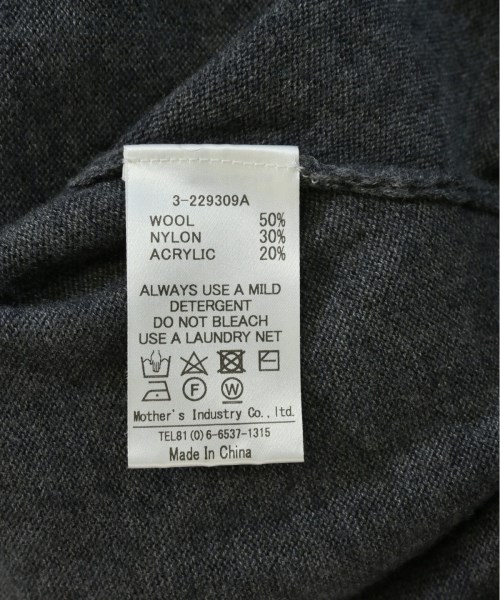 3-229309A
WOOL 50%
NYLON 30%
ACRYLIC 20%
ALWAYS USE A MILD
DETERGENT
DO NOT BLEACH
USE A LAUNDRY NET
F W
Mother's Industry Co., ltd.
TEL81(0)6-6537-1315
Made In China